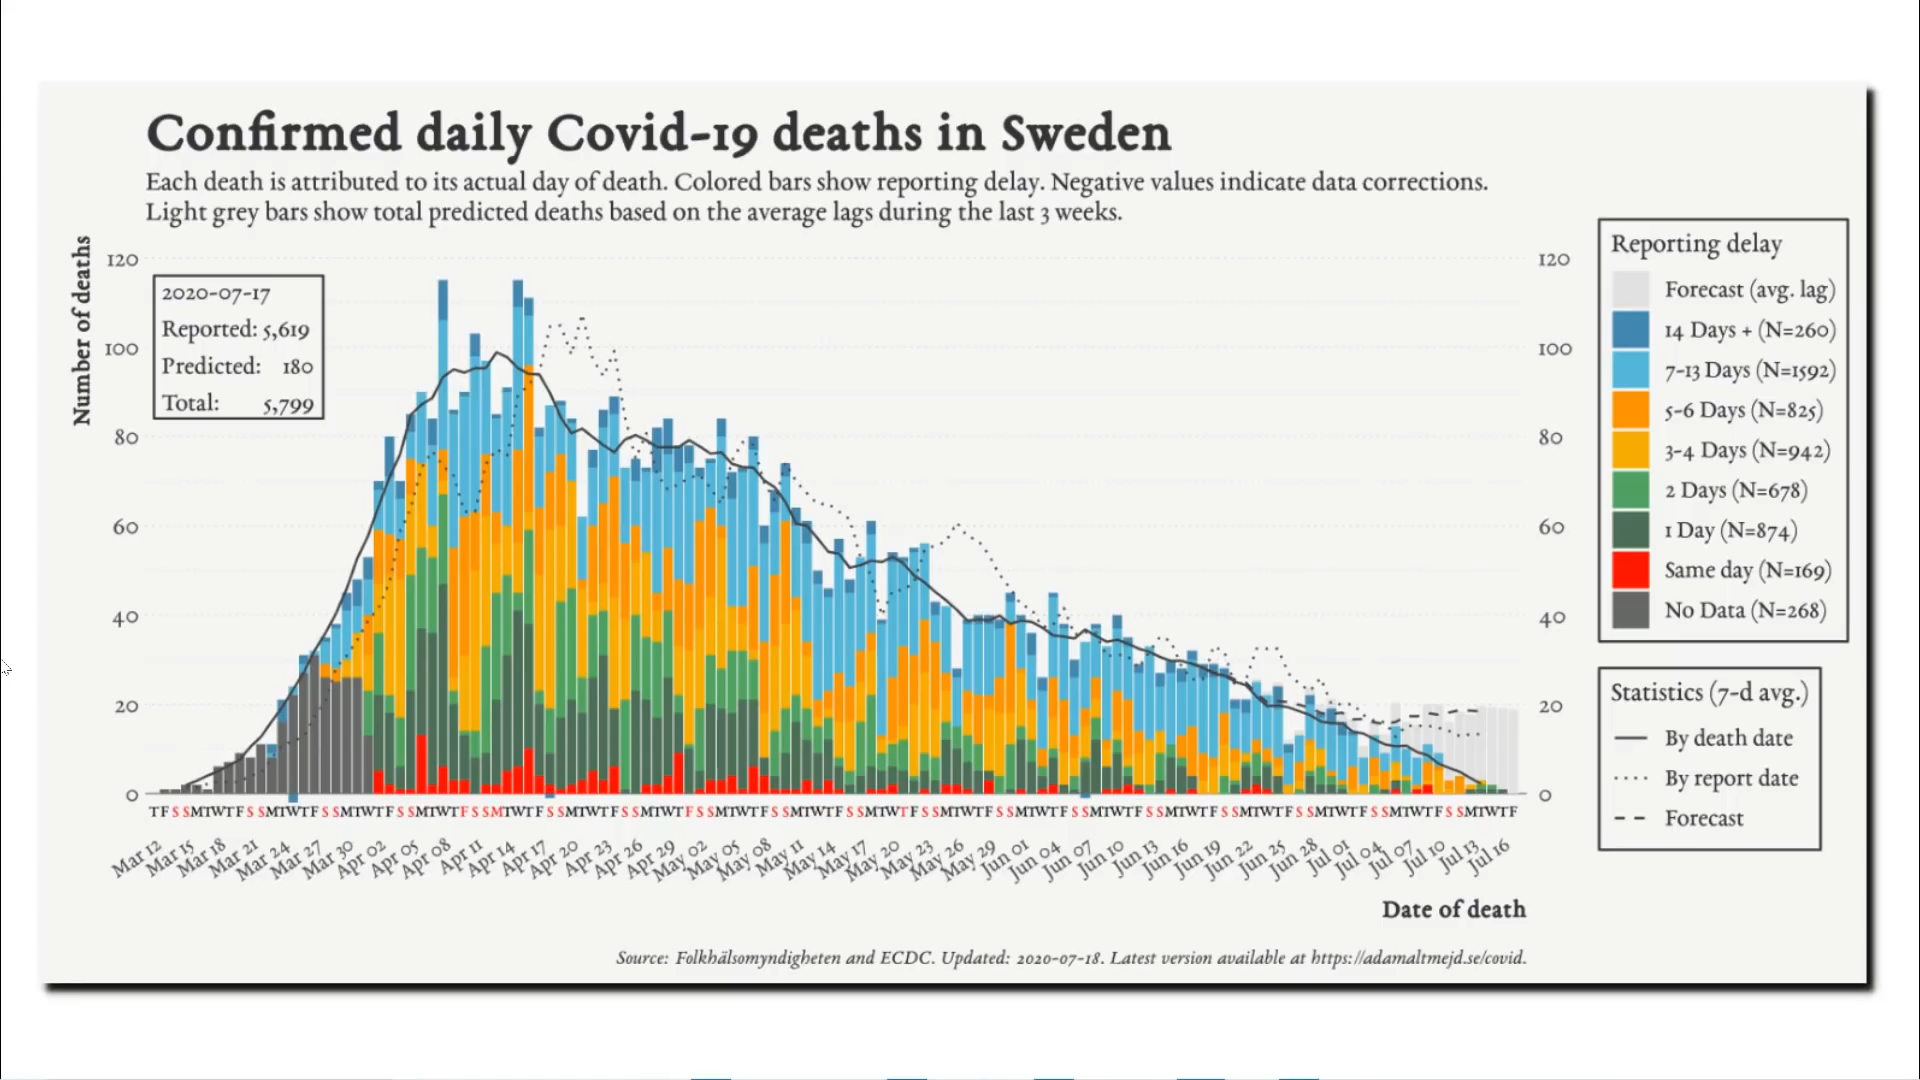 Confirmed daily Covid-19 deaths in Sweden
Each death is attributed to its actual day of death. Colored bars show reporting delay. Negative values indicate data corrections.
Light grey bars show total predicted deaths based on the average lags during the last 3 weeks.
Number of deaths
120
100
80
60
40
20
0
2020-07-17
Reported: 5,619
Predicted: 180
Total: 5,799
120
100
80
60
40
20
0
Reporting delay
Forecast (avg. lag)
14 Days + (N=260)
7-13 Days (N=1592)
5-6 Days (N=825)
3-4 Days (N=942)
2 Days (N=678)
1 Day (N=874)
Same day (N=169)
No Data (N=268)
Statistics (7-d avg.)
By death date
By report date
Forecast
TFSSMTWTFSSMTWTFSSMTWTFSSMTWTFSSMTWTFSSMTWTFSSMTWTFSSMTWTFSSMTWTFSSMTWTFSSMTWTFSSMTWTFSSMTWTFSSMTWTFSSMTWTFSSMTWTFSSMTWTFSSMTWTF
Mar 12 Mar 15 Mar 18 Mar 21 Mar 24 Mar 27 Mar 30 Apr 02 Apr 05 Apr 08 Apr 11 Apr 14 Apr 17 Apr 20 Apr 23 Apr 26 Apr 29 May 02 May 05 May 08 May 11 May 14 May 17 May 20 May 23 May 26 May 29 Jun 01 Jun 04 Jun 07 Jun 10 Jun 13 Jun 16 Jun 19 Jun 22 Jun 25 Jun 28 Jul 01 Jul 04 Jul 07 Jul 10 Jul 13 Jul 16
Date of death
Source: Folkhälsomyndigheten and ECDC. Updated: 2020-07-18. Latest version available at https://adamaltmejd.se/covid.